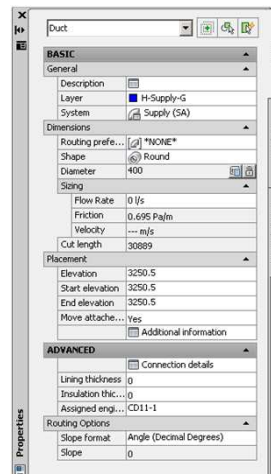 Duct
BASIC
General
Description
Layer H-Supply-G
System Supply (SA)
Dimensions
Routing prefe... *NONE*
Shape Round
Diameter 400
Sizing
Flow Rate 0 l/s
Friction 0.695 Pa/m
Velocity --- m/s
Cut length 30889
Placement
Elevation 3250.5
Start elevation 3250.5
End elevation 3250.5
Move attache... Yes
Additional information
ADVANCED
Connection details
Lining thickness 0
Insulation thic... 0
Assigned engi... CD11-1
Routing Options
Slope format Angle (Decimal Degrees)
Slope 0
Properties